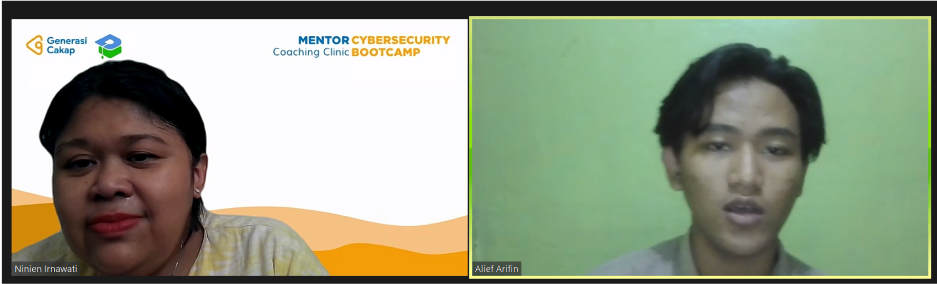 Generasi
Cakap
MENTOR CYBERSECURITY
Coaching Clinic BOOTCAMP
Ninien Irnawati
Alief Arifin